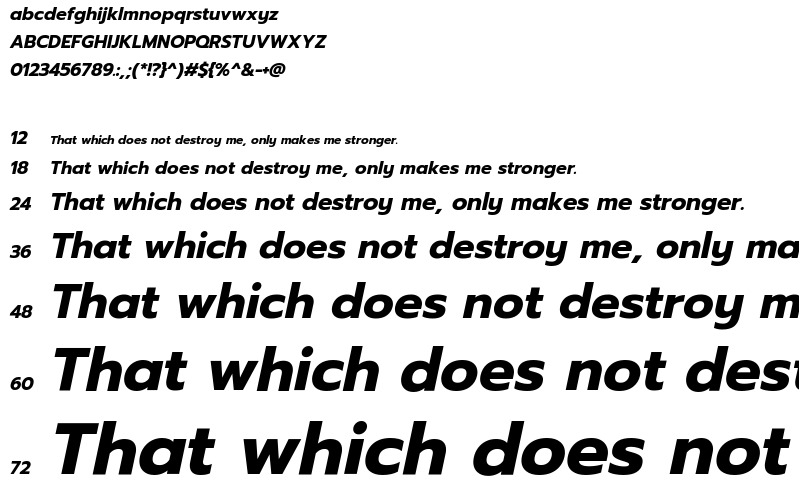 abcdefghijklmnopqrstuvwxyz
ABCDEFGHIJKLMNOPQRSTUVWXYZ
0123456789.:,;(*!?}^)#${%^&-+@
12 That which does not destroy me, only makes me stronger.
18 That which does not destroy me, only makes me stronger.
24 That which does not destroy me, only makes me stronger.
36 That which does not destroy me, only ma
48 That which does not destroy m
60 That which does not dest
72 That which does not